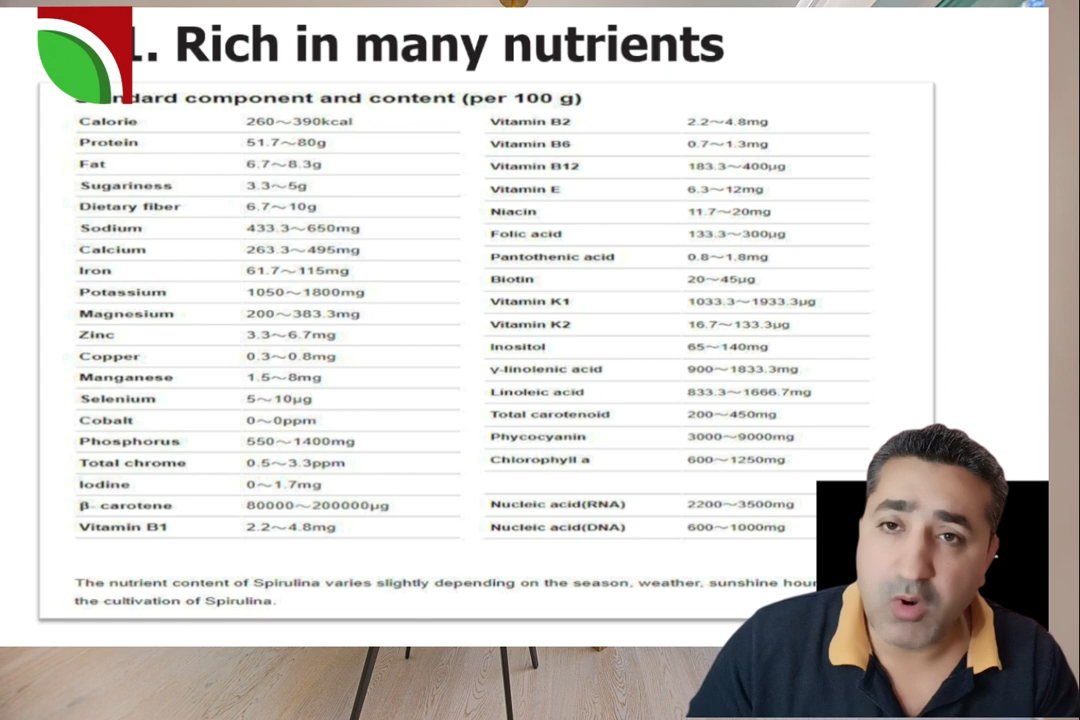 1. Rich in many nutrients
Standard component and content (per 100 g)
Calorie 260～390kcal
Protein 51.7～80g
Fat 6.7～8.3g
Sugariness 3.3～5g
Dietary fiber 6.7～10g
Sodium 433.3～650mg
Calcium 263.3～495mg
Iron 61.7～115mg
Potassium 1050～1800mg
Magnesium 200～383.3mg
Zinc 3.3～6.7mg
Copper 0.3～0.8mg
Manganese 1.5～8mg
Selenium 5～10μg
Cobalt 0～0ppm
Phosphorus 550～1400mg
Total chrome 0.5～3.3ppm
Iodine 0～1.7mg
β- carotene 80000～200000μg
Vitamin B1 2.2～4.8mg
Vitamin B2 2.2～4.8mg
Vitamin B6 0.7～1.3mg
Vitamin B12 183.3～400μg
Vitamin E 6.3～12mg
Niacin 11.7～20mg
Folic acid 133.3～300μg
Pantothenic acid 0.8～1.8mg
Biotin 20～45μg
Vitamin K1 1033.3～1933.3μg
Vitamin K2 16.7～133.3μg
Inositol 65～140mg
γ-linolenic acid 900～1833.3mg
Linoleic acid 833.3～1666.7mg
Total carotenoid 200～450mg
Phycocyanin 3000～9000mg
Chlorophyll a 600～1250mg
Nucleic acid(RNA) 2200～3500mg
Nucleic acid(DNA) 600～1000mg
The nutrient content of Spirulina varies slightly depending on the season, weather, sunshine hour
the cultivation of Spirulina.